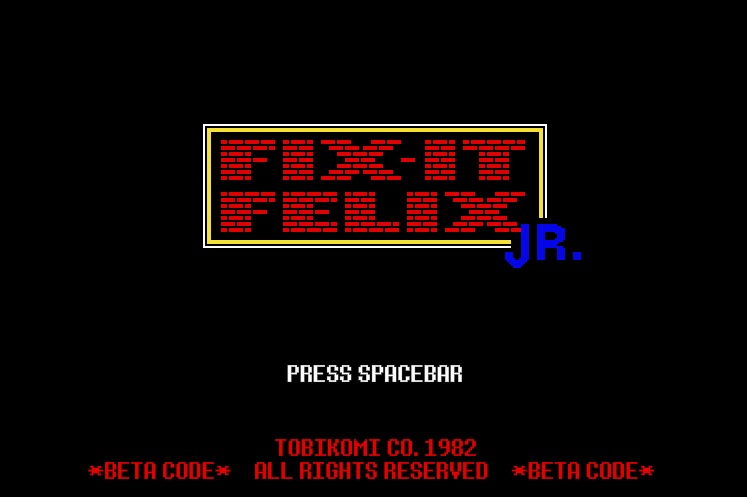 FIX-IT
FELIX
JR.
PRESS SPACEBAR
TOBIKOMI CO. 1982
*BETA CODE* ALL RIGHTS RESERVED *BETA CODE*